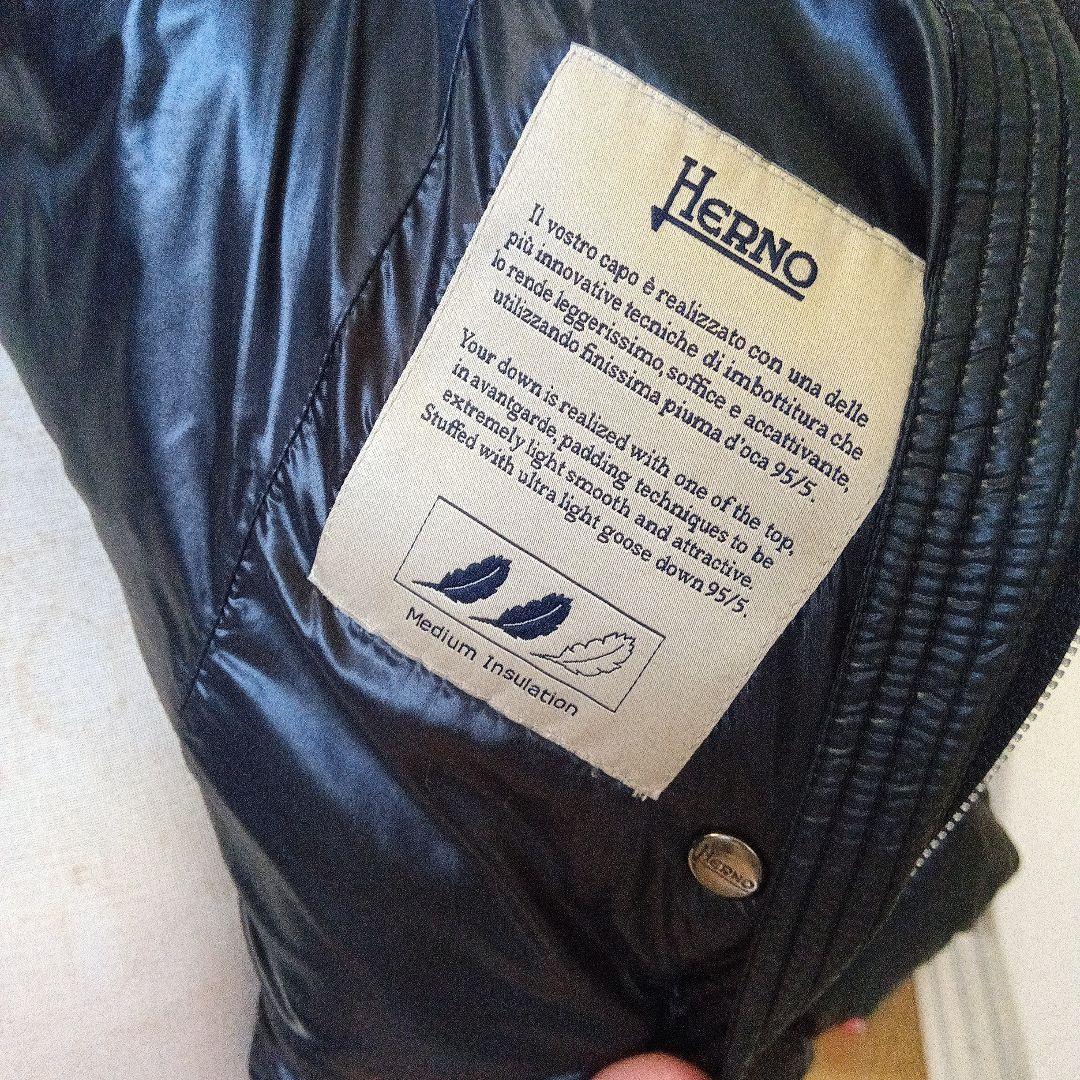 HERNO
Il vostro capo è realizzato con una delle
più innovative tecniche di imbottitura che
lo rende leggerissimo, soffice e accattivante,
utilizzando finissima piuma d'oca 95/5.
Your down is realized with one of the top,
in avantgarde, padding techniques to be
extremely light smooth and attractive.
Stuffed with ultra light goose down 95/5.
Medium Insulation
HERNO